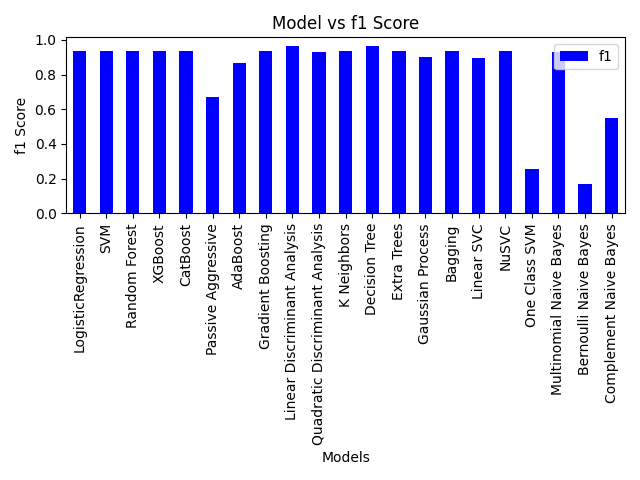 Model vs f1 Score
f1 Score
1.0
0.8
0.6
0.4
0.2
0.0
f1
LogisticRegression
SVM
Random Forest
XGBoost
CatBoost
Passive Aggressive
AdaBoost
Gradient Boosting
Linear Discriminant Analysis
Quadratic Discriminant Analysis
K Neighbors
Decision Tree
Extra Trees
Gaussian Process
Bagging
Linear SVC
NuSVC
One Class SVM
Multinomial Naive Bayes
Bernoulli Naive Bayes
Complement Naive Bayes
Models